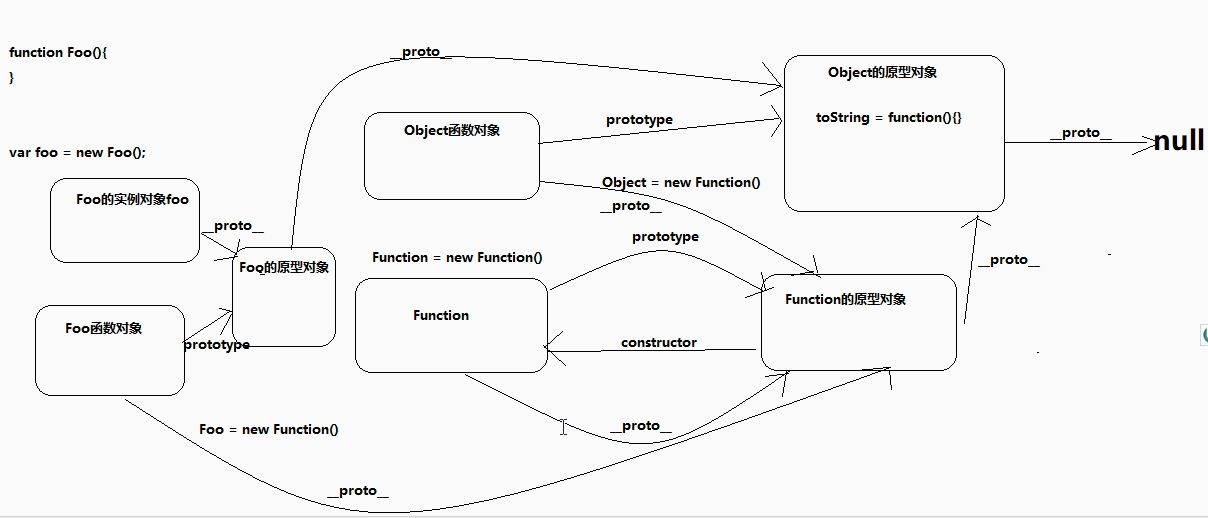 function Foo(){
}
var foo = new Foo();
Foo的实例对象foo
__proto__
Foo的原型对象
Foo函数对象
prototype
Foo = new Function()
__proto__
__proto__
Object函数对象
prototype
Object = new Function()
__proto__
prototype
Function = new Function()
Function
constructor
__proto__
Object的原型对象
toString = function(){}
__proto__
null
Function的原型对象
__proto__